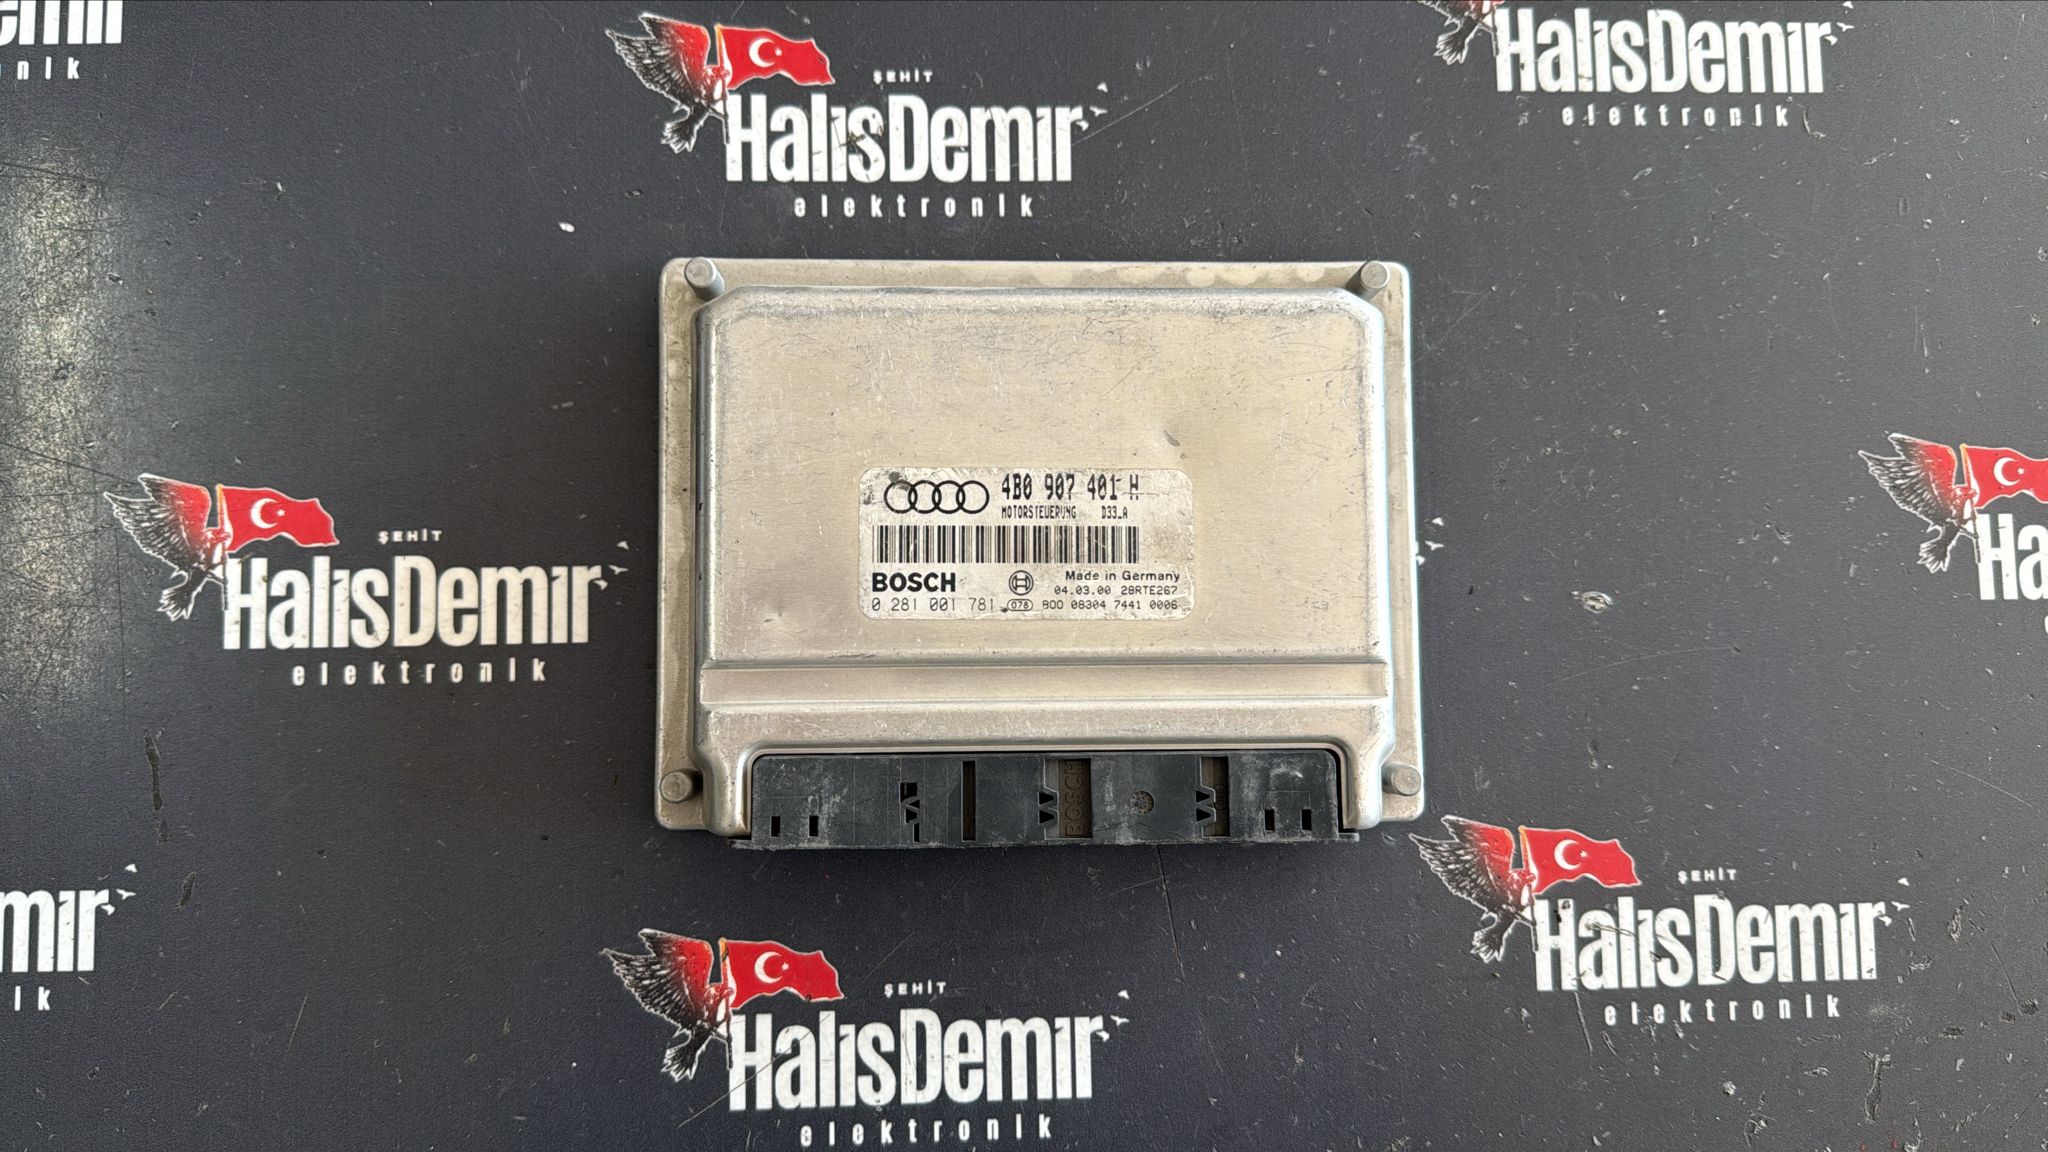 ŞEHİT
HalısDemır
elektronik
HalısDemır
elektronik
ŞEHİT
HalısDemır
elektronik
4B0 907 401 H
MOTORSTEUERUNG D33_A
BOSCH
Made in Germany
04.03.00 28RTE267
0 281 001 781
078
B00 08304 7441 0006
BOSCH
ŞEHİT
HalısDemır
elektronik
ŞEHİT
HalısDemır
elektronik